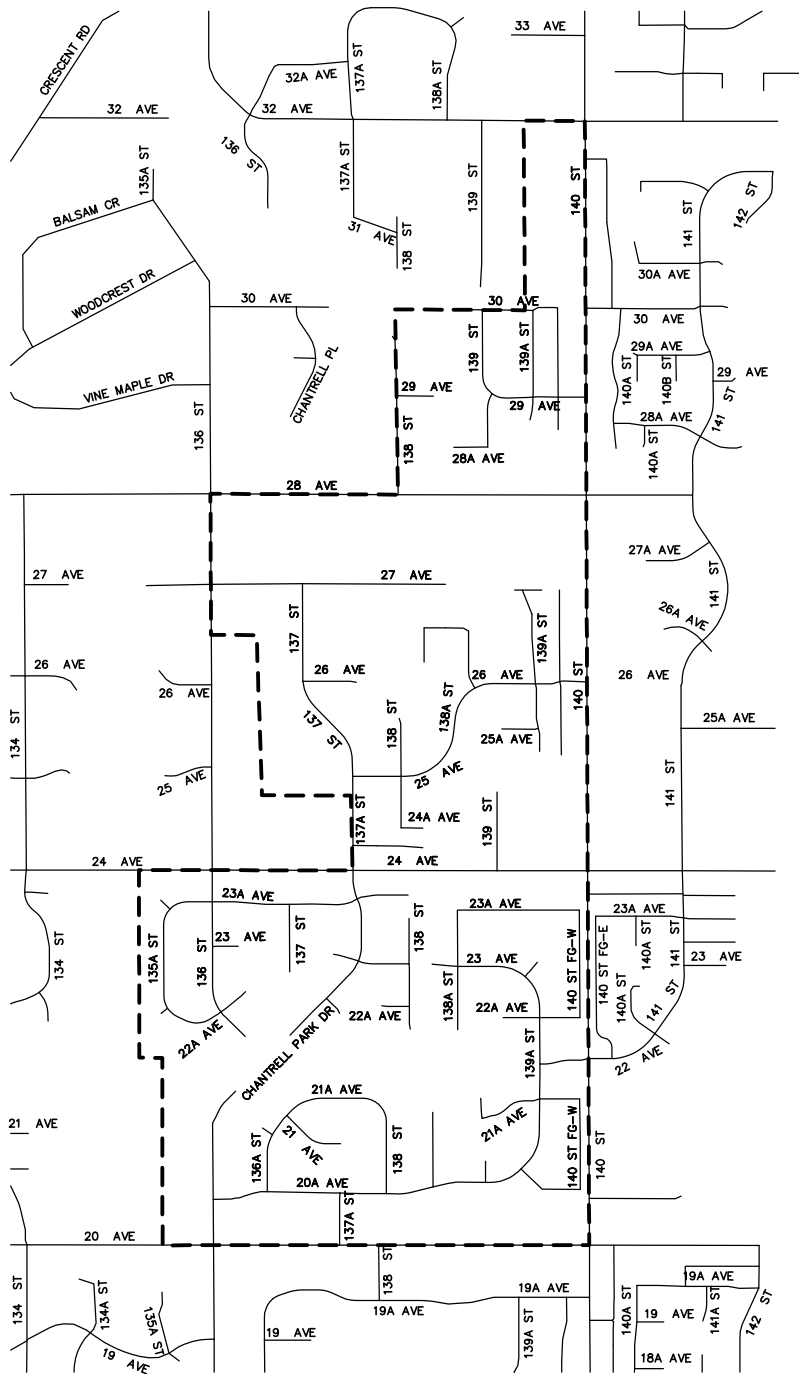 33 AVE
CRESCENT RD
137A ST
32A AVE
138A ST
32 AVE
32 AVE
136 ST
135A ST
137A ST
139 ST
140 ST
142 ST
BALSAM CR
31 AVE
138 ST
141 ST
30A AVE
WOODCREST DR
30 AVE
30 AVE
30 AVE
139 ST
139A ST
29A AVE
CHANTRELL PL
140A ST
140B ST
29 AVE
VINE MAPLE DR
29 AVE
29 AVE
141 ST
28A AVE
136 ST
138 ST
140A ST
28A AVE
28 AVE
27A AVE
27 AVE
27 AVE
141 ST
137 ST
139A ST
26A AVE
26 AVE
26 AVE
26 AVE
26 AVE
26 AVE
140 ST
134 ST
137 ST
138 ST
138A ST
25A AVE
25A AVE
25 AVE
25 AVE
141 ST
137A ST
24A AVE
139 ST
24 AVE
24 AVE
23A AVE
23A AVE
23A AVE
134 ST
135A ST
136 ST
23 AVE
137 ST
138 ST
140 ST FG-W
140 ST FG-E
140A ST
141 ST
23 AVE
23 AVE
138A ST
140A ST
141 ST
22A AVE
22A AVE
22A AVE
CHANTRELL PARK DR
139A ST
22 AVE
21A AVE
21 AVE
136A ST
21 AVE
138 ST
21A AVE
140 ST FG-W
140 ST
20A AVE
137A ST
20 AVE
138 ST
134 ST
134A ST
135A ST
19A AVE
19A AVE
19A AVE
140A ST
141A ST
142 ST
19 AVE
19 AVE
19 AVE
139A ST
18A AVE